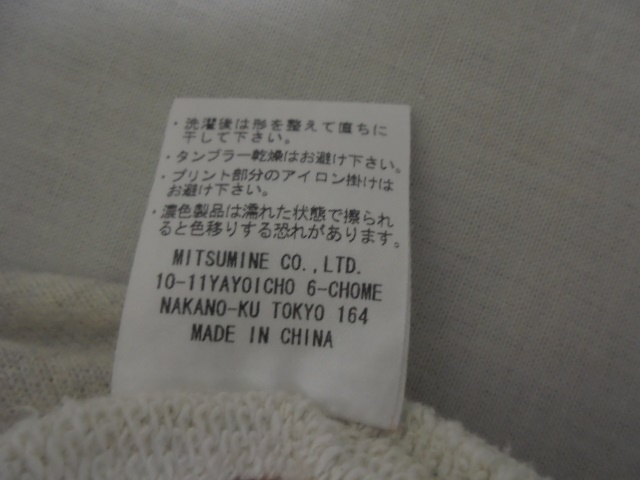 ・洗濯後は形を整えて直ちに
干して下さい。
・タンブラー乾燥はお避け下さい。
・プリント部分のアイロン掛けは
お避け下さい。
・濃色製品は濡れた状態で擦られ
ると色移りする恐れがあります。
MITSUMINE CO.,LTD.
10-11YAYOICHO 6-CHOME
NAKANO-KU TOKYO 164
MADE IN CHINA